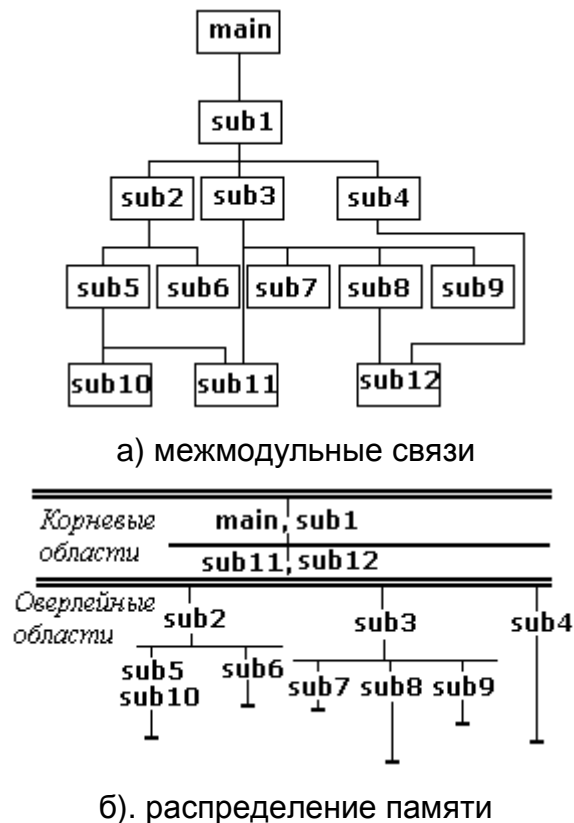 main
sub1
sub2 sub3 sub4
sub5 sub6 sub7 sub8 sub9
sub10 sub11 sub12
а) межмодульные связи
Корневые main, sub1
области sub11, sub12
Оверлейные sub2 sub3 sub4
области
sub5 sub6 sub7 sub8 sub9
sub10
б). распределение памяти